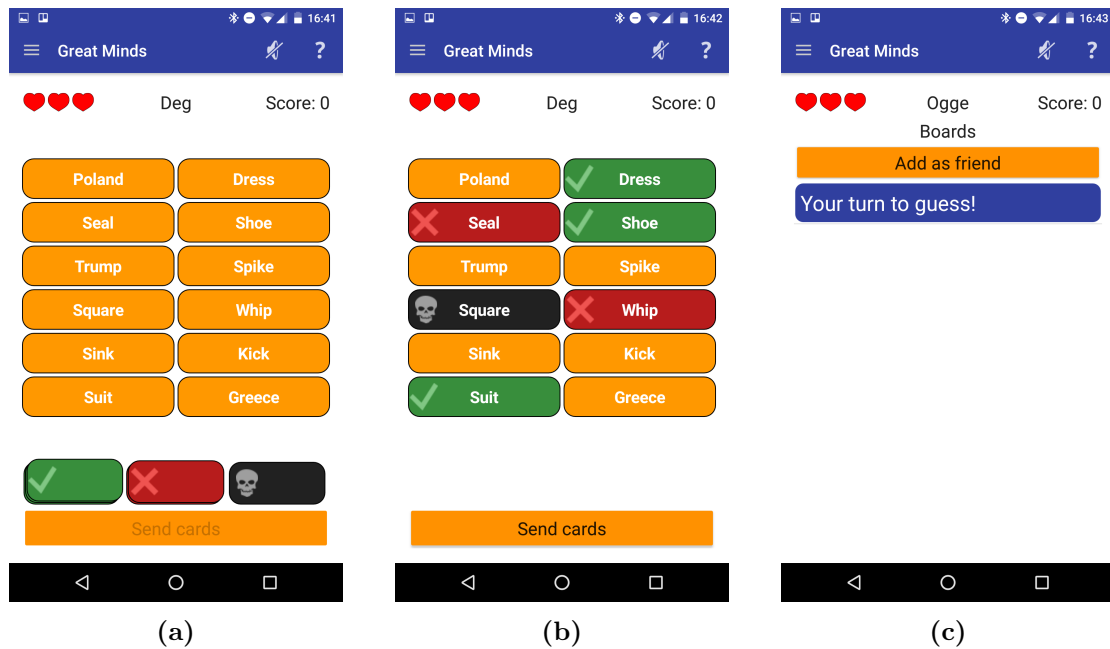 16:41
Great Minds ?
Deg Score: 0
Poland Dress
Seal Shoe
Trump Spike
Square Whip
Sink Kick
Suit Greece
Send cards
(a)
16:42
Great Minds ?
Deg Score: 0
Poland Dress
Seal Shoe
Trump Spike
Square Whip
Sink Kick
Suit Greece
Send cards
(b)
16:43
Great Minds ?
Ogge Score: 0
Boards
Add as friend
Your turn to guess!
(c)